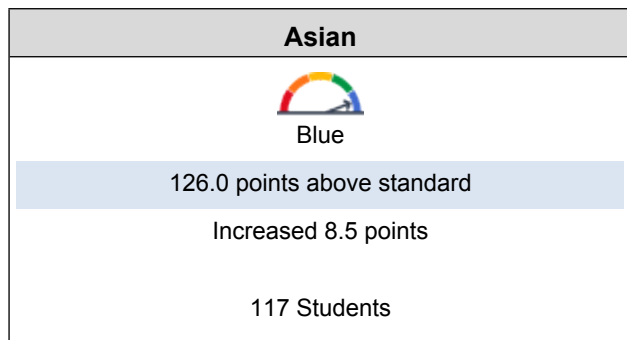 Asian
Blue
126.0 points above standard
Increased 8.5 points
117 Students